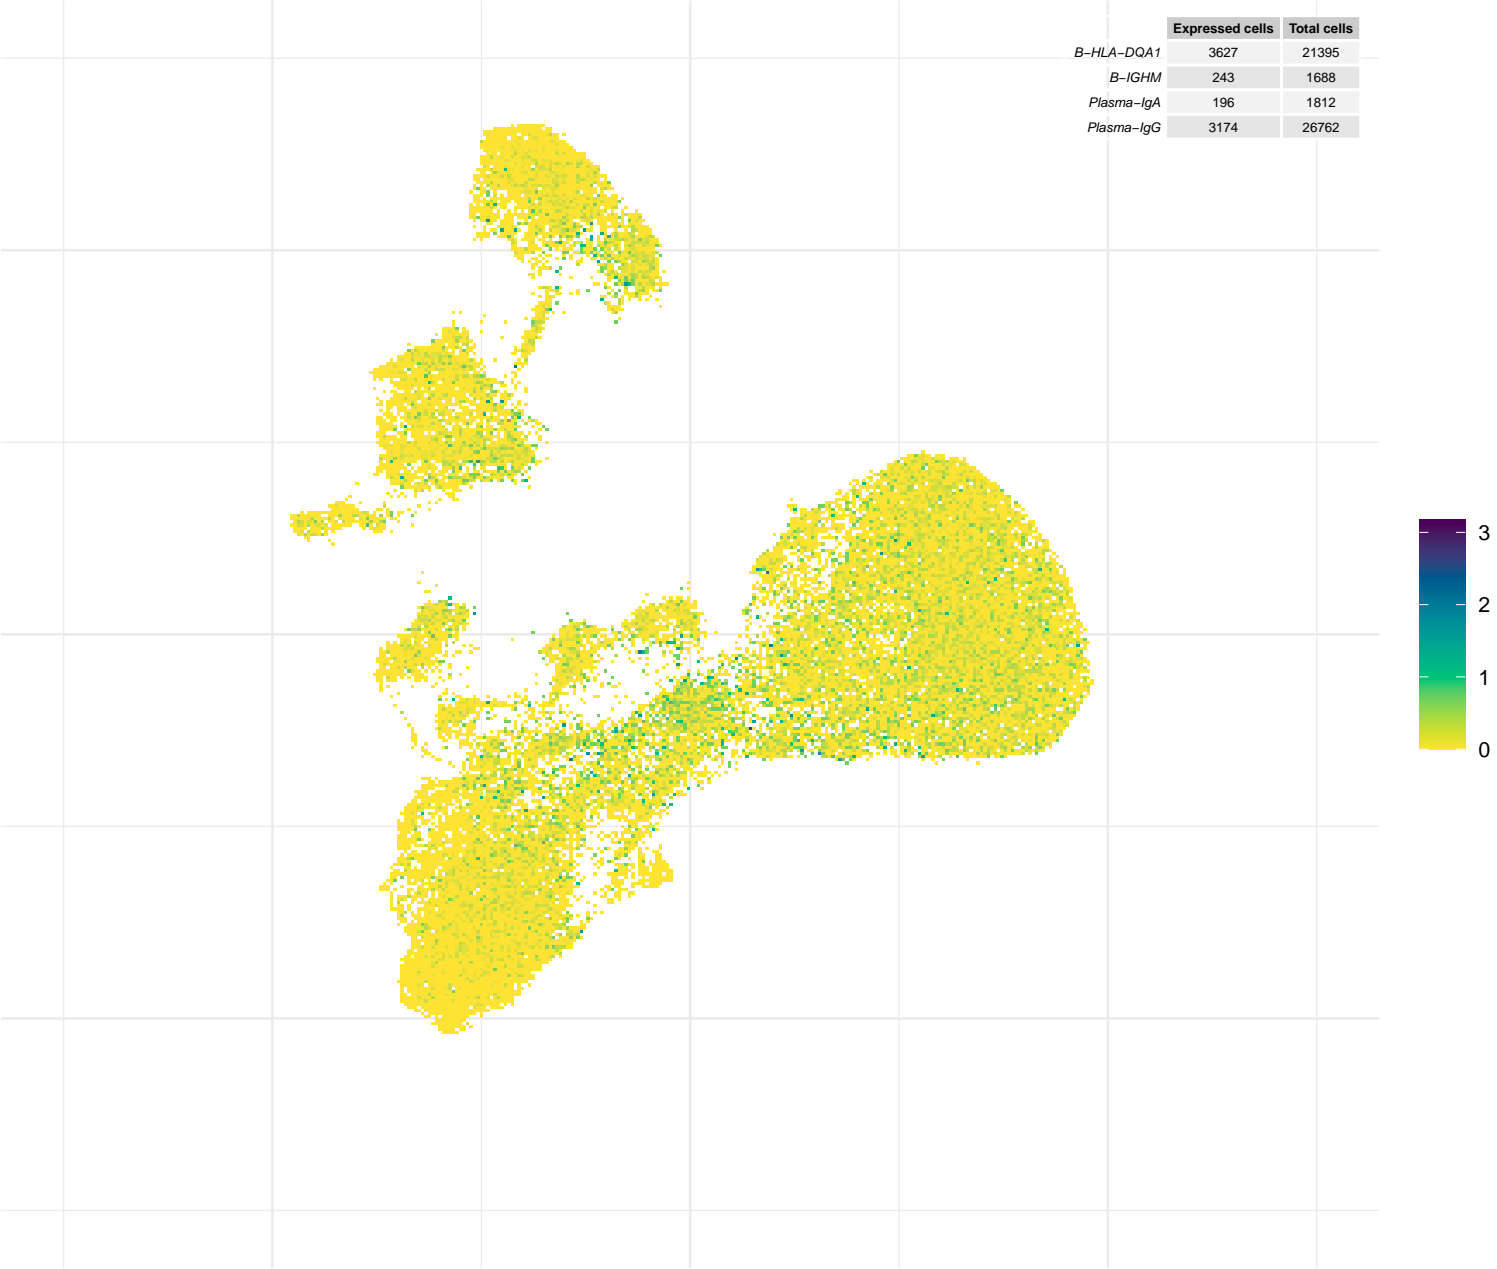 Expressed cells Total cells
B−HLA−DQA1 3627 21395
B−IGHM 243 1688
Plasma−IgA 196 1812
Plasma−IgG 3174 26762
3
2
1
0